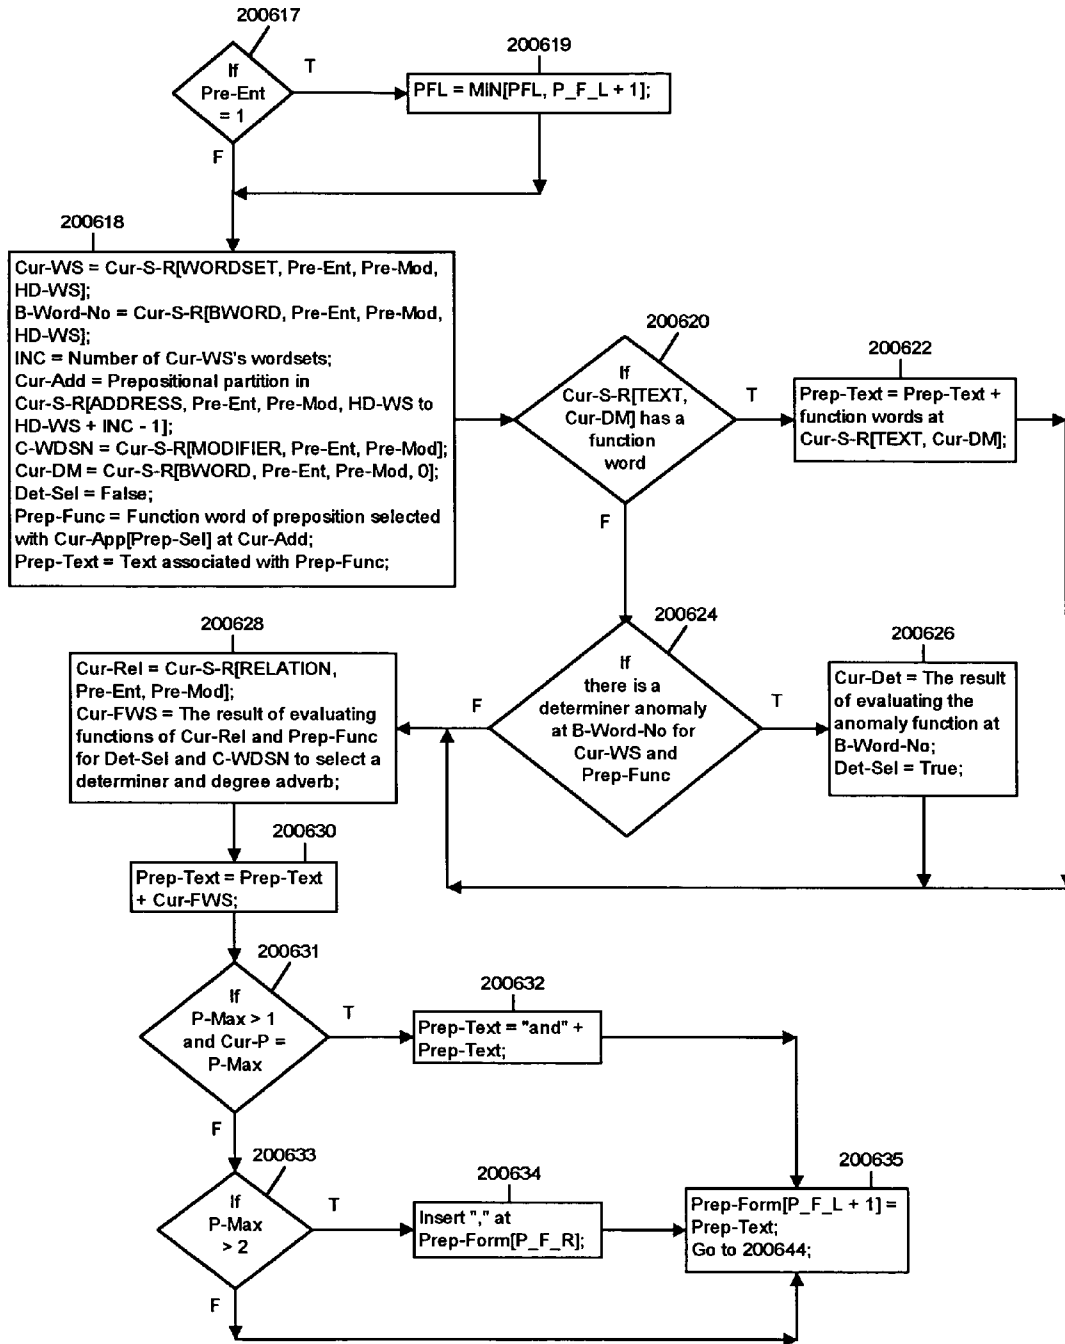 200617
If
Pre-Ent
= 1
T
F
200619
PFL = MIN[PFL, P_F_L + 1];
200618
Cur-WS = Cur-S-R[WORDSET, Pre-Ent, Pre-Mod,
HD-WS];
B-Word-No = Cur-S-R[BWORD, Pre-Ent, Pre-Mod,
HD-WS];
INC = Number of Cur-WS's wordsets;
Cur-Add = Prepositional partition in
Cur-S-R[ADDRESS, Pre-Ent, Pre-Mod, HD-WS to
HD-WS + INC - 1];
C-WDSN = Cur-S-R[MODIFIER, Pre-Ent, Pre-Mod];
Cur-DM = Cur-S-R[BWORD, Pre-Ent, Pre-Mod, 0];
Det-Sel = False;
Prep-Func = Function word of preposition selected
with Cur-App[Prep-Sel] at Cur-Add;
Prep-Text = Text associated with Prep-Func;
200620
If
Cur-S-R[TEXT,
Cur-DM] has a
function
word
T
F
200622
Prep-Text = Prep-Text +
function words at
Cur-S-R[TEXT, Cur-DM];
200624
If
there is a
determiner anomaly
at B-Word-No for
Cur-WS and
Prep-Func
T
F
200626
Cur-Det = The result
of evaluating the
anomaly function at
B-Word-No;
Det-Sel = True;
200628
Cur-Rel = Cur-S-R[RELATION,
Pre-Ent, Pre-Mod];
Cur-FWS = The result of evaluating
functions of Cur-Rel and Prep-Func
for Det-Sel and C-WDSN to select a
determiner and degree adverb;
200630
Prep-Text = Prep-Text
+ Cur-FWS;
200631
If
P-Max > 1
and Cur-P =
P-Max
T
F
200632
Prep-Text = "and" +
Prep-Text;
200633
If
P-Max
> 2
T
F
200634
Insert "," at
Prep-Form[P_F_R];
200635
Prep-Form[P_F_L + 1] =
Prep-Text;
Go to 200644;